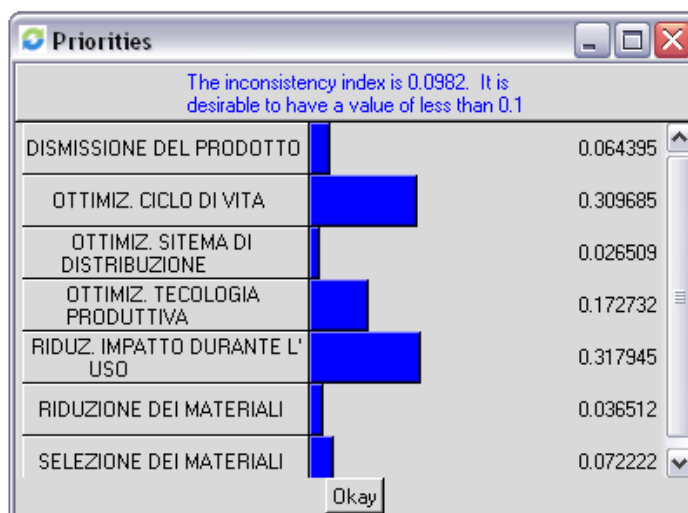 Priorities
The inconsistency index is 0.0982. It is
desirable to have a value of less than 0.1
DISMISSIONE DEL PRODOTTO 0.064395
OTTIMIZ. CICLO DI VITA 0.309685
OTTIMIZ. SITEMA DI
DISTRIBUZIONE 0.026509
OTTIMIZ. TECOLOGIA
PRODUTTIVA 0.172732
RIDUZ. IMPATTO DURANTE L'
USO 0.317945
RIDUZIONE DEI MATERIALI 0.036512
SELEZIONE DEI MATERIALI 0.072222
Okay